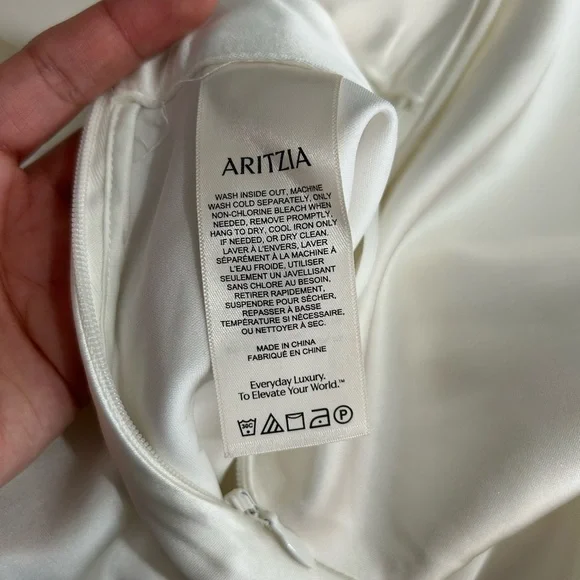 ARITZIA
WASH INSIDE OUT, MACHINE
WASH COLD SEPARATELY, ONLY
NON-CHLORINE BLEACH WHEN
NEEDED, REMOVE PROMPTLY,
HANG TO DRY, COOL IRON ONLY
IF NEEDED, OR DRY CLEAN.
LAVER À L'ENVERS, LAVER
SÉPARÉMENT À LA MACHINE À
L'EAU FROIDE, UTILISER
SEULEMENT UN JAVELLISANT
SANS CHLORE AU BESOIN,
RETIRER RAPIDEMENT,
SUSPENDRE POUR SÉCHER,
REPASSER À BASSE
TEMPÉRATURE SI NÉCESSAIRE,
OU NETTOYER À SEC.
MADE IN CHINA
FABRIQUÉ EN CHINE
Everyday Luxury.
To Elevate Your World.™
30C P